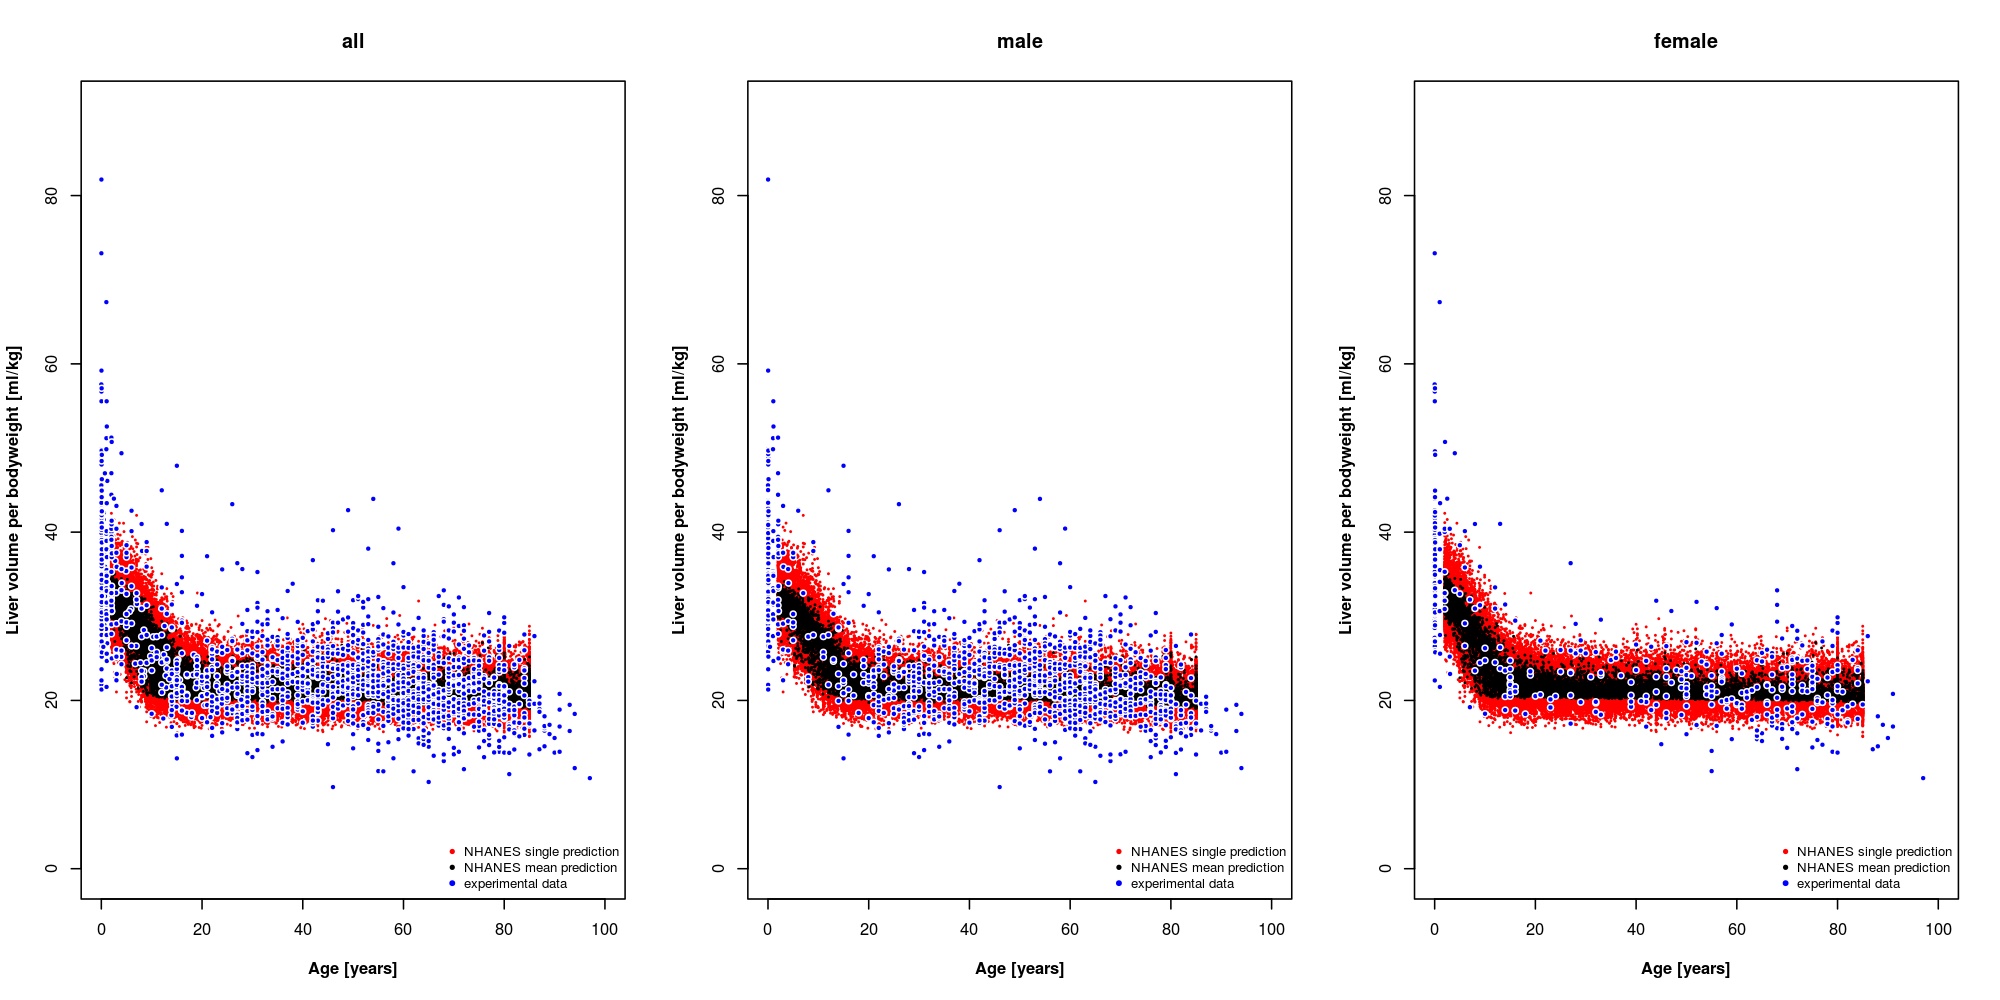 all
Liver volume per bodyweight [ml/kg]
80
60
40
20
0
NHANES single prediction
NHANES mean prediction
experimental data
0 20 40 60 80 100
Age [years]
male
Liver volume per bodyweight [ml/kg]
80
60
40
20
0
NHANES single prediction
NHANES mean prediction
experimental data
0 20 40 60 80 100
Age [years]
female
Liver volume per bodyweight [ml/kg]
80
60
40
20
0
NHANES single prediction
NHANES mean prediction
experimental data
0 20 40 60 80 100
Age [years]